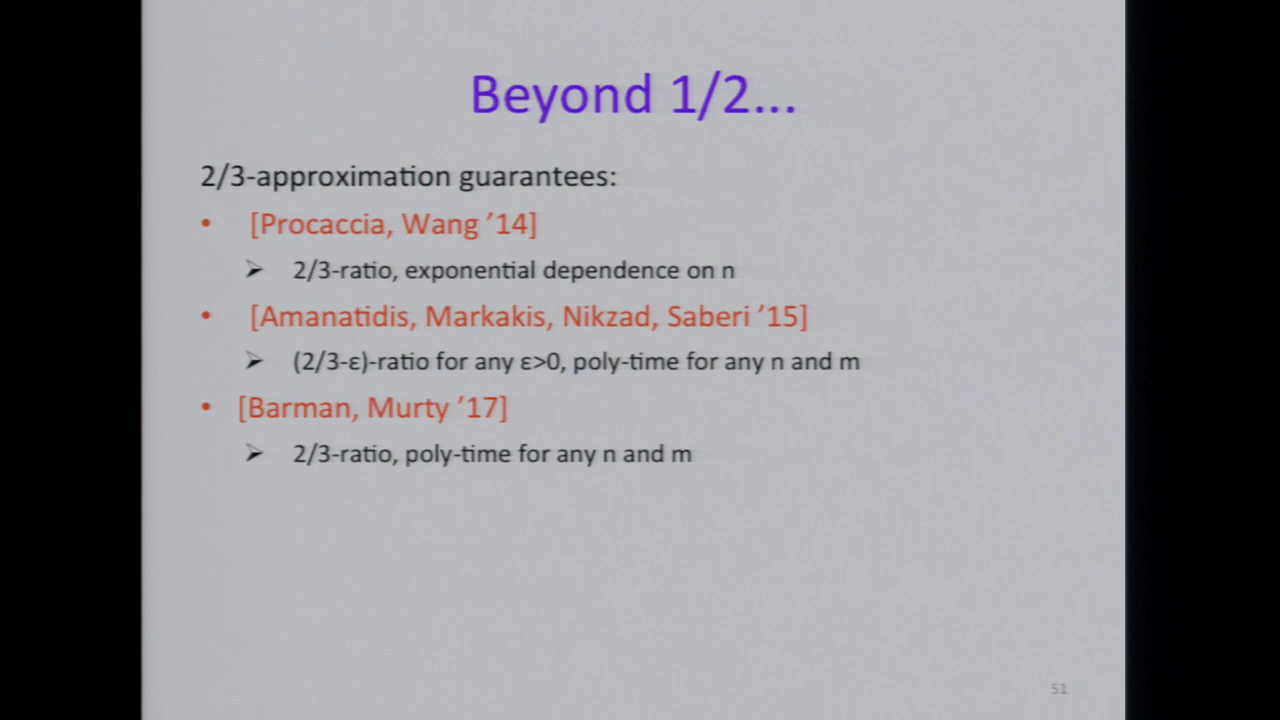 Beyond 1/2...
2/3-approximation guarantees:
• [Procaccia, Wang ’14]
➢ 2/3-ratio, exponential dependence on n
• [Amanatidis, Markakis, Nikzad, Saberi ’15]
➢ (2/3-ε)-ratio for any ε>0, poly-time for any n and m
• [Barman, Murty ’17]
➢ 2/3-ratio, poly-time for any n and m
51